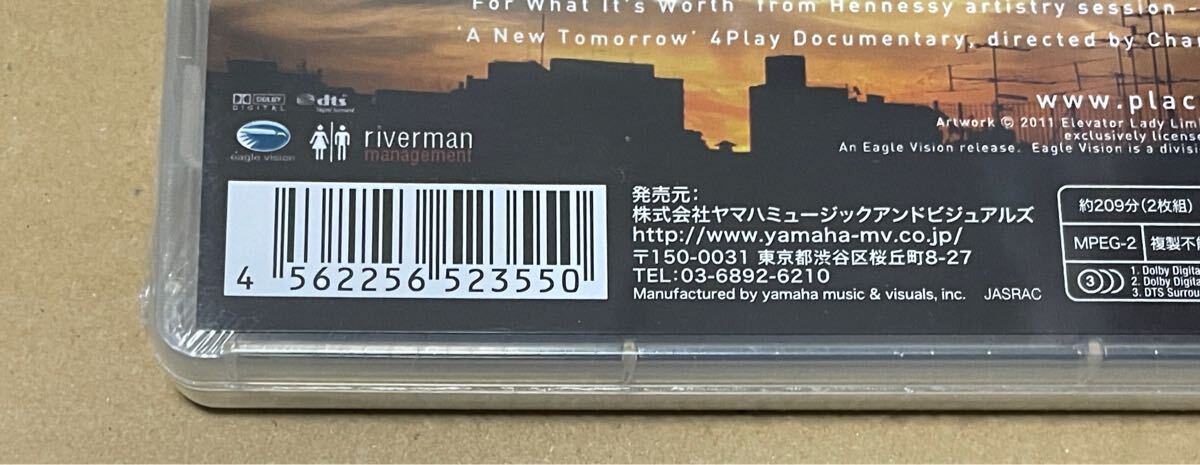 For What It's Worth' from Hennessy artistry session -
'A New Tomorrow' 4Play Documentary, directed by Char
DOLBY
DIGITAL
dts
Digital Surround
www.plac
Artwork © 2011 Elevator Lady Limi
exclusively license
An Eagle Vision release. Eagle Vision is a divisi
eagle vision
riverman
management
発売元:
株式会社ヤマハミュージックアンドビジュアルズ
http://www.yamaha-mv.co.jp/
〒150-0031 東京都渋谷区桜丘町8-27
TEL:03-6892-6210
Manufactured by yamaha music & visuals, inc. JASRAC
4 562256 523550
約209分(2枚組)
MPEG-2 複製不能
3
1. Dolby Digita
2. Dolby Digita
3. DTS Surrou